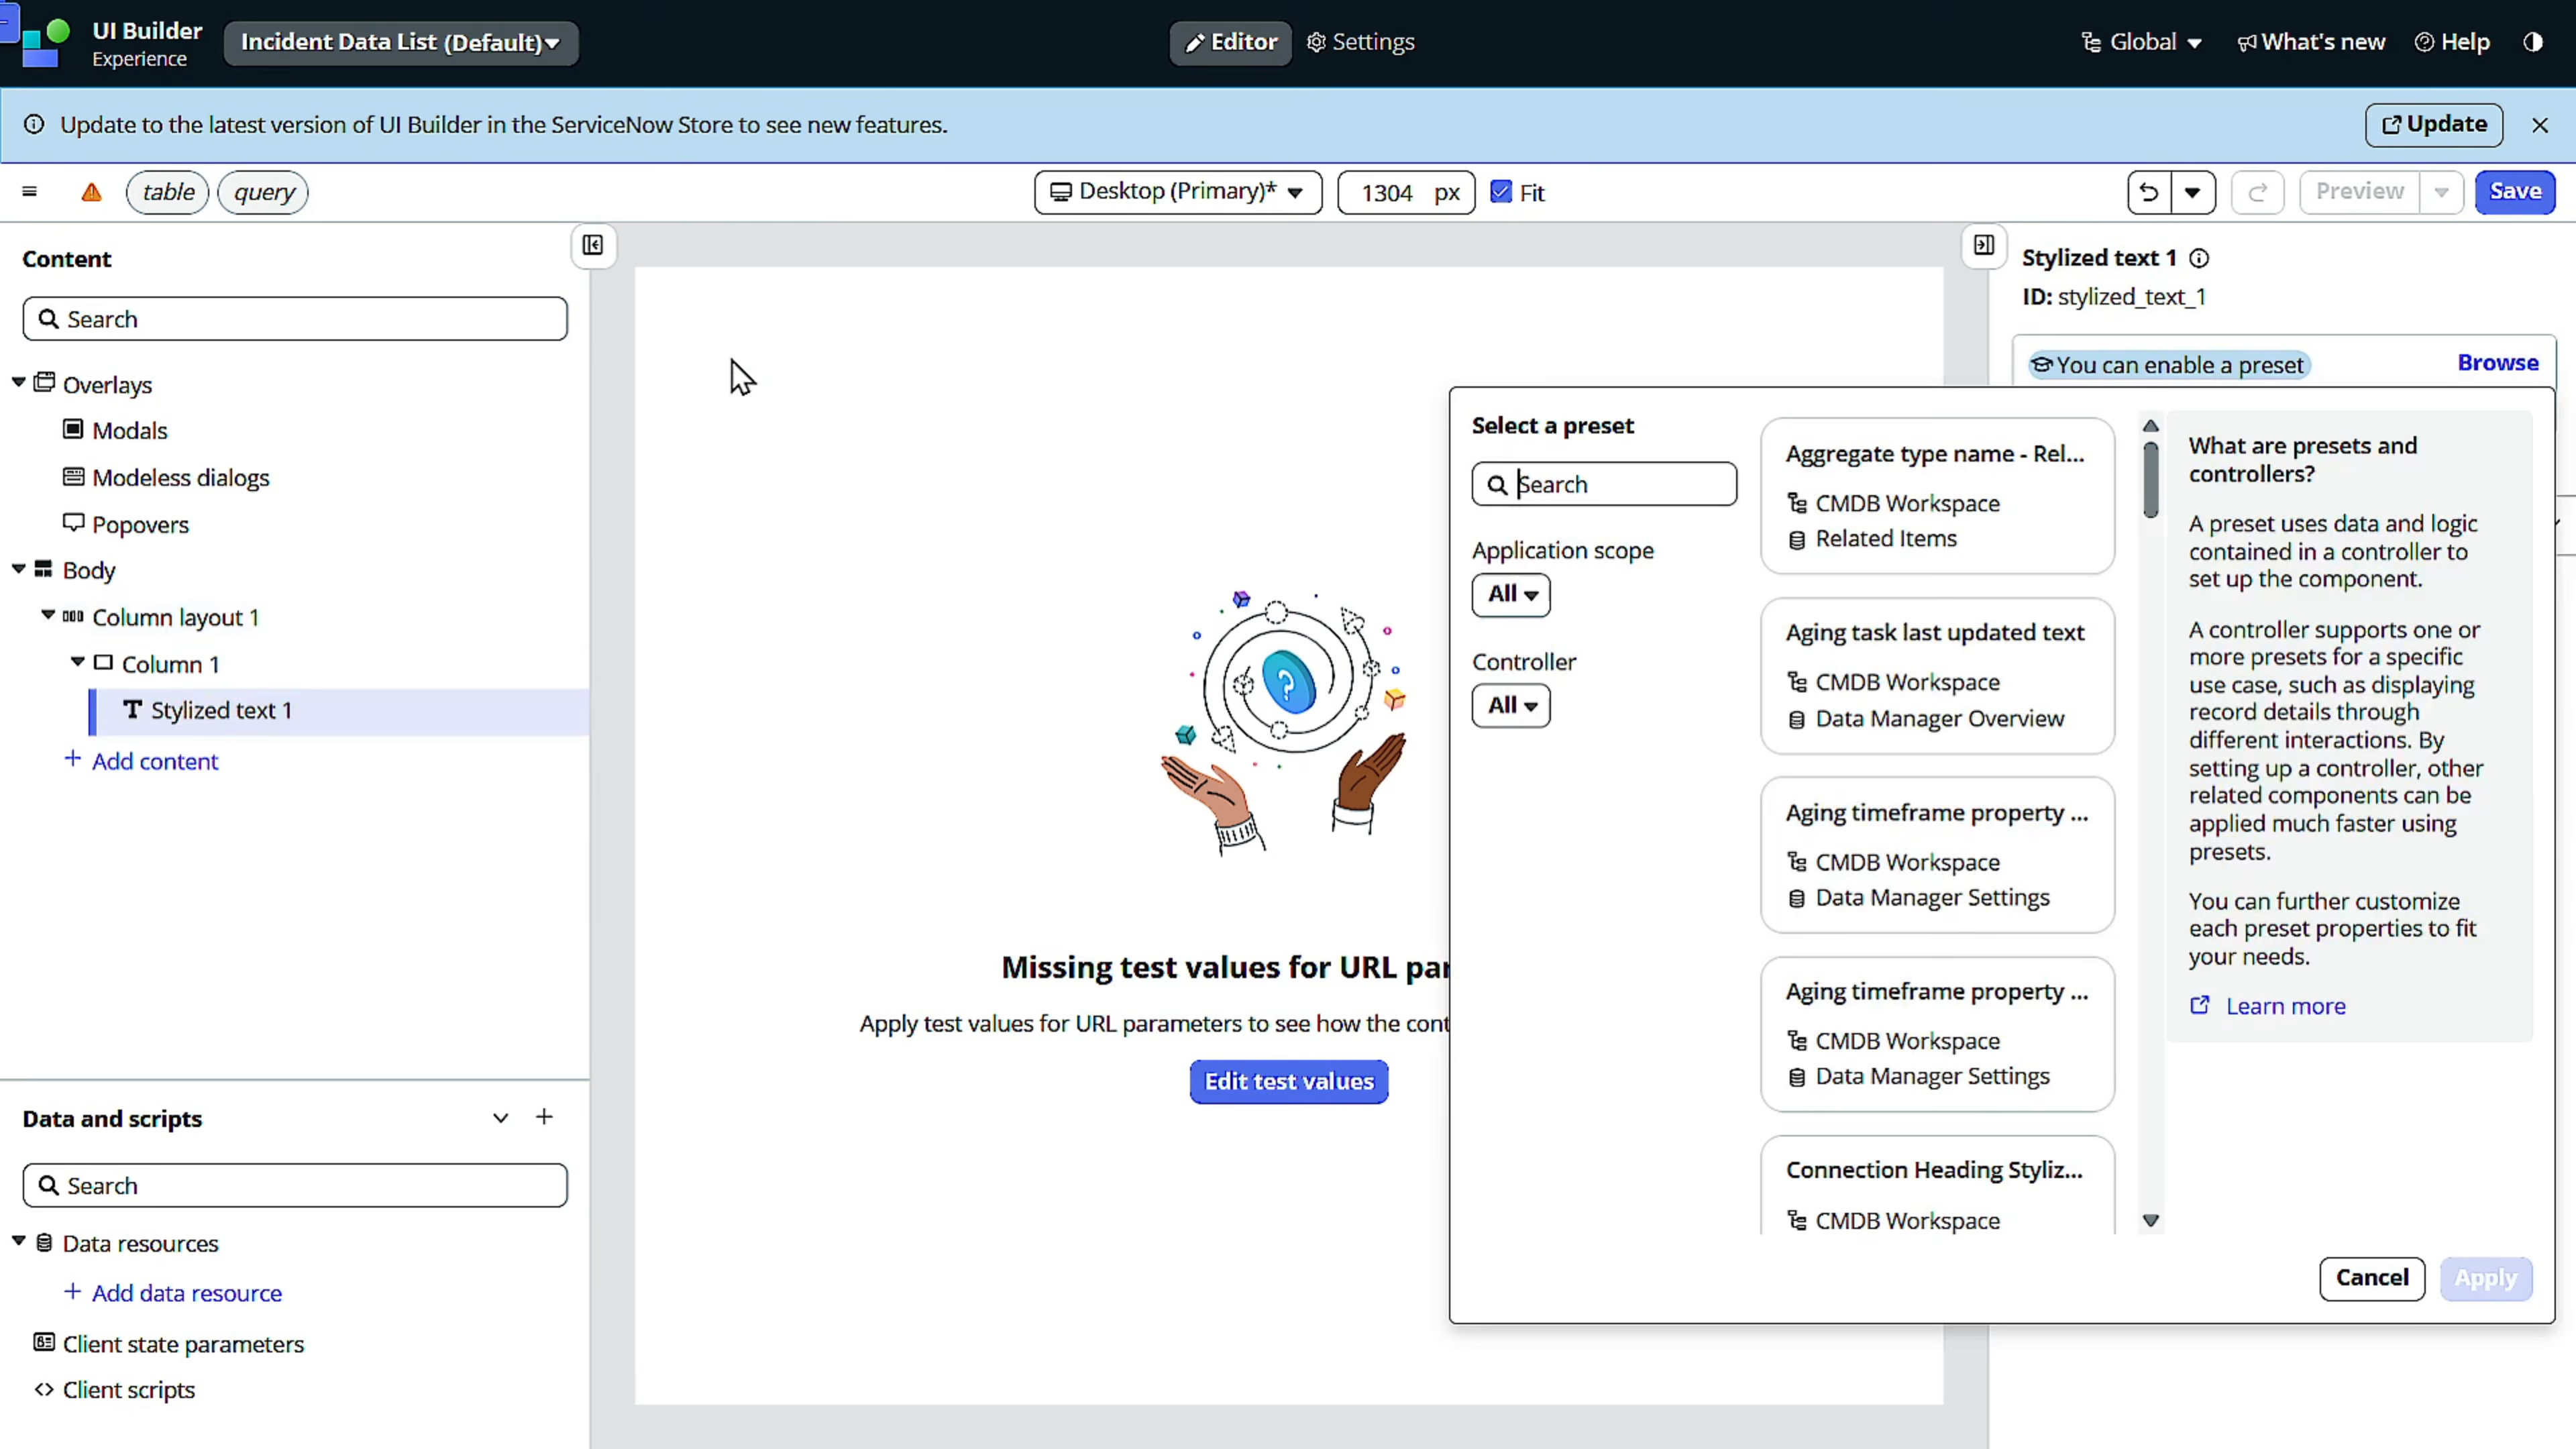 UI Builder
Experience
Incident Data List (Default)
Editor
Settings
Global
What's new
Help
Update to the latest version of UI Builder in the ServiceNow Store to see new features.
Update
table
query
Desktop (Primary)*
1304 px
Fit
Preview
Save
Content
Search
Overlays
Modals
Modeless dialogs
Popovers
Body
Column layout 1
Column 1
Stylized text 1
Add content
Data and scripts
Search
Data resources
Add data resource
Client state parameters
Client scripts
?
Missing test values for URL par
Apply test values for URL parameters to see how the cont
Edit test values
Stylized text 1
ID: stylized_text_1
You can enable a preset
Browse
Select a preset
Search
Application scope
All
Controller
All
Aggregate type name - Rel...
CMDB Workspace
Related Items
Aging task last updated text
CMDB Workspace
Data Manager Overview
Aging timeframe property ...
CMDB Workspace
Data Manager Settings
Aging timeframe property ...
CMDB Workspace
Data Manager Settings
Connection Heading Styliz...
CMDB Workspace
What are presets and
controllers?
A preset uses data and logic
contained in a controller to
set up the component.
A controller supports one or
more presets for a specific
use case, such as displaying
record details through
different interactions. By
setting up a controller, other
related components can be
applied much faster using
presets.
You can further customize
each preset properties to fit
your needs.
Learn more
Cancel
Apply